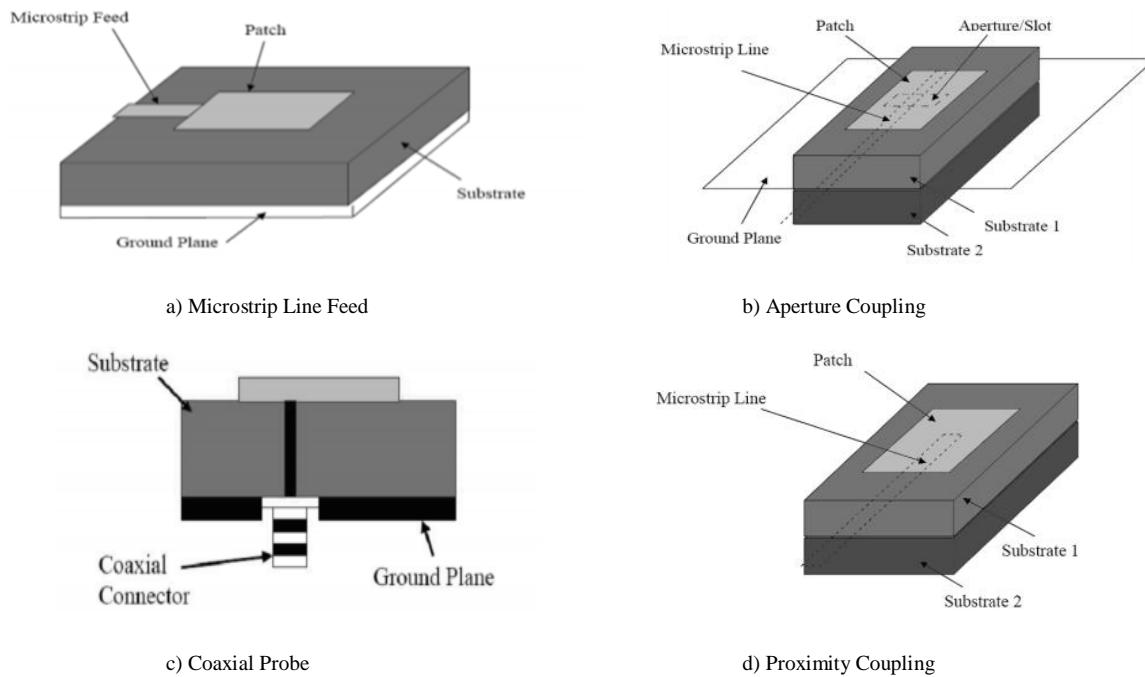 Microstrip Feed
Patch
Substrate
Ground Plane
a) Microstrip Line Feed
Patch
Aperture/Slot
Microstrip Line
Ground Plane
Substrate 1
Substrate 2
b) Aperture Coupling
Substrate
Coaxial
Connector
Ground Plane
c) Coaxial Probe
Patch
Microstrip Line
Substrate 1
Substrate 2
d) Proximity Coupling